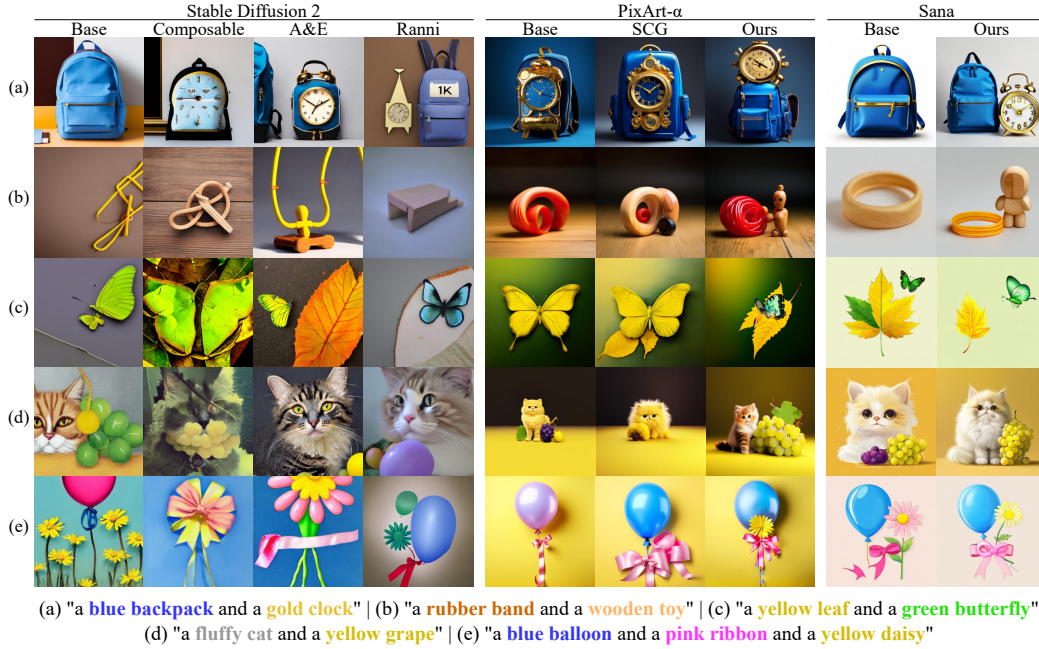 Stable Diffusion 2 PixArt-α Sana
Base Composable A&E Ranni Base SCG Ours Base Ours
(a)
1K
(b)
(c)
(d)
(e)
(a) "a blue backpack and a gold clock" | (b) "a rubber band and a wooden toy" | (c) "a yellow leaf and a green butterfly"
(d) "a fluffy cat and a yellow grape" | (e) "a blue balloon and a pink ribbon and a yellow daisy"